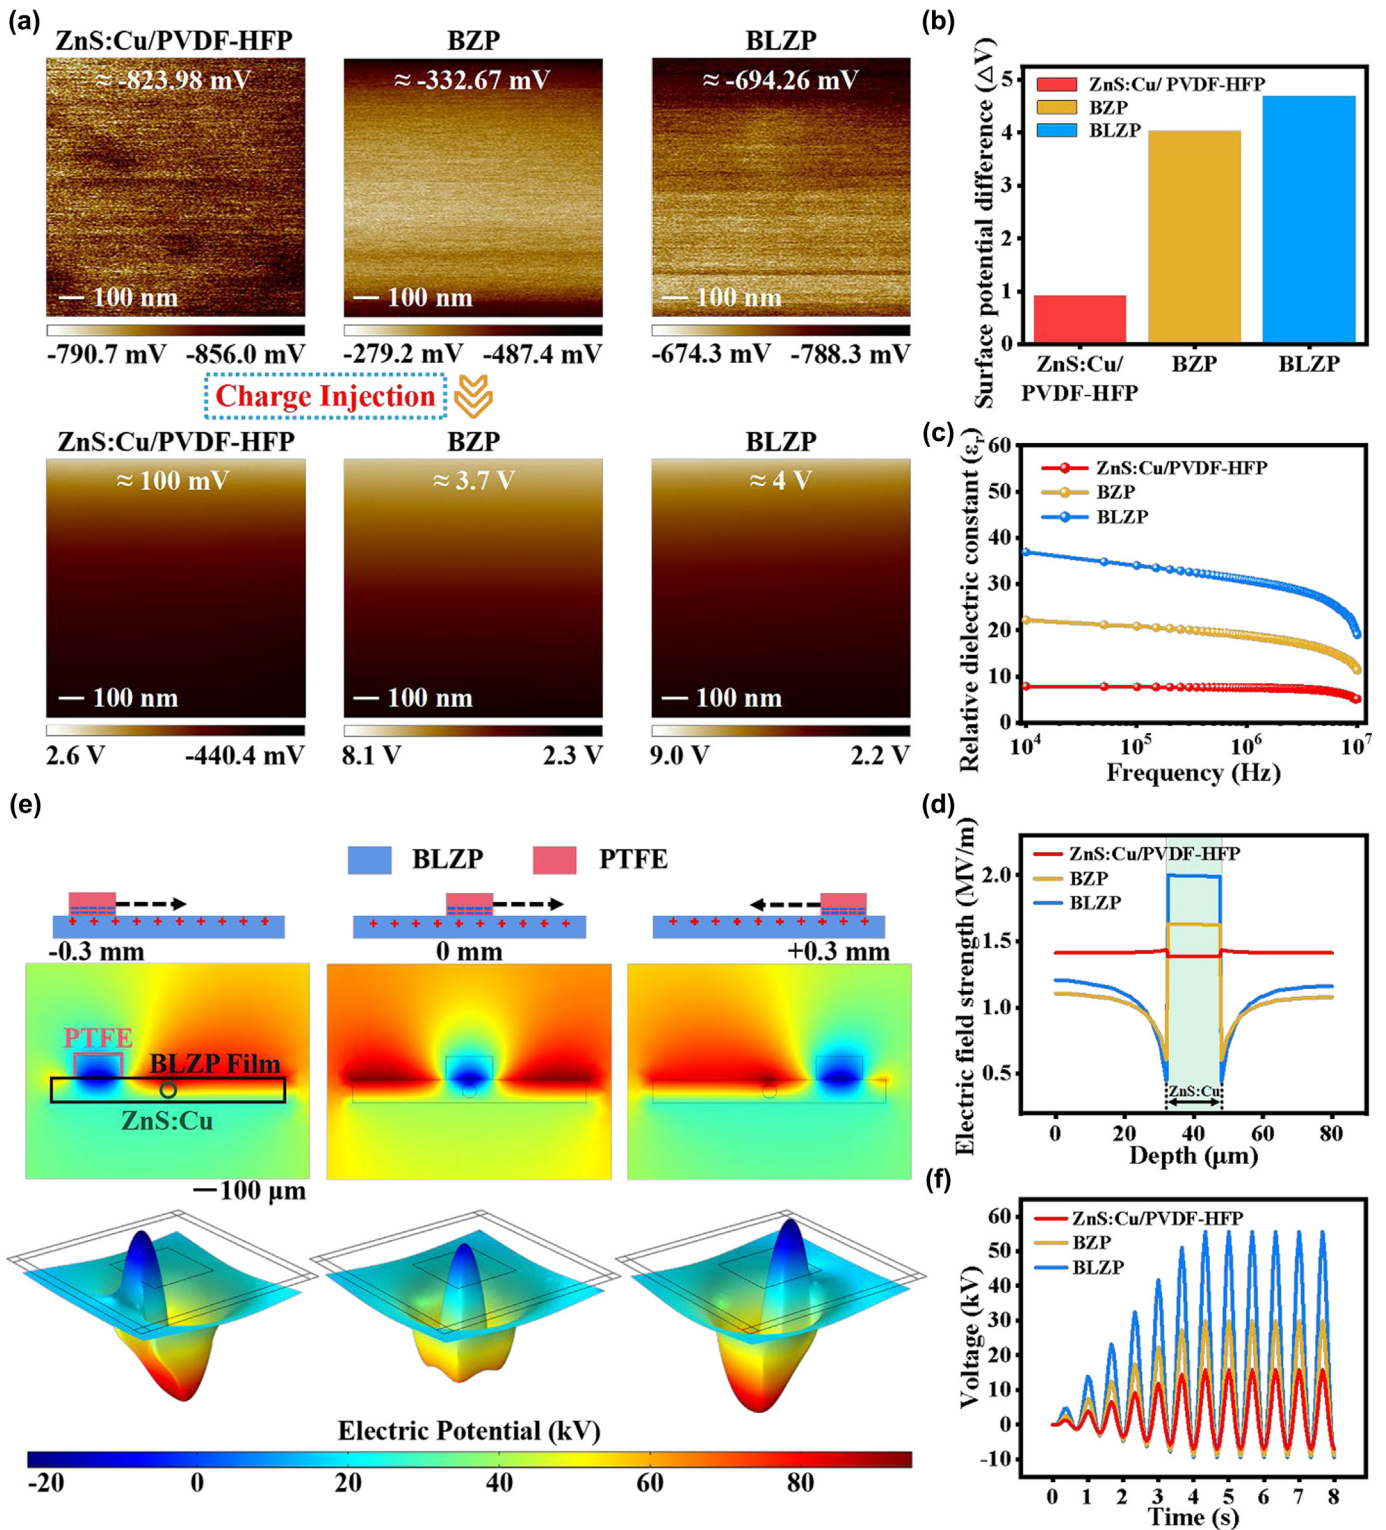 (a)
ZnS:Cu/PVDF-HFP BZP BLZP
≈ -823.98 mV ≈ -332.67 mV ≈ -694.26 mV
100 nm 100 nm 100 nm
-790.7 mV -856.0 mV -279.2 mV -487.4 mV -674.3 mV -788.3 mV
Charge Injection
ZnS:Cu/PVDF-HFP BZP BLZP
≈ 100 mV ≈ 3.7 V ≈ 4 V
100 nm 100 nm 100 nm
2.6 V -440.4 mV 8.1 V 2.3 V 9.0 V 2.2 V
(b)
Surface potential difference (△V)
5
4
3
2
1
0
ZnS:Cu/ PVDF-HFP
BZP
BLZP
ZnS:Cu/ BZP BLZP
PVDF-HFP
(c)
Relative dielectric constant (εr)
60
50
40
30
20
10
0
ZnS:Cu/PVDF-HFP
BZP
BLZP
10⁴ 10⁵ 10⁶ 10⁷
Frequency (Hz)
(d)
Electric field strength (MV/m)
2.0
1.5
1.0
0.5
ZnS:Cu/PVDF-HFP
BZP
BLZP
ZnS:Cu
0 20 40 60 80
Depth (μm)
(e)
BLZP PTFE
-0.3 mm 0 mm +0.3 mm
PTFE
BLZP Film
ZnS:Cu
100 μm
Electric Potential (kV)
-20 0 20 40 60 80
(f)
Voltage (kV)
60
50
40
30
20
10
0
-10
ZnS:Cu/PVDF-HFP
BZP
BLZP
0 1 2 3 4 5 6 7 8
Time (s)